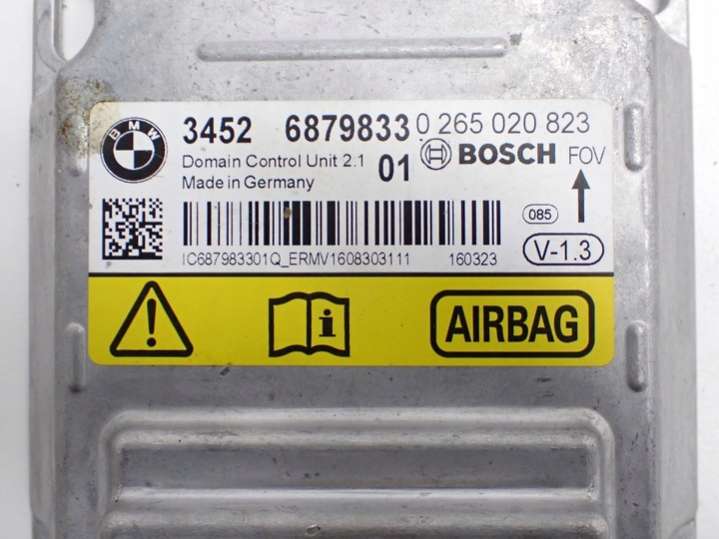 BMW
3452 6879833 0 265 020 823
Domain Control Unit 2.1 01 BOSCH FOV
Made in Germany
085
V-1.3
IC687983301Q_ERMV1608303111 160323
i AIRBAG